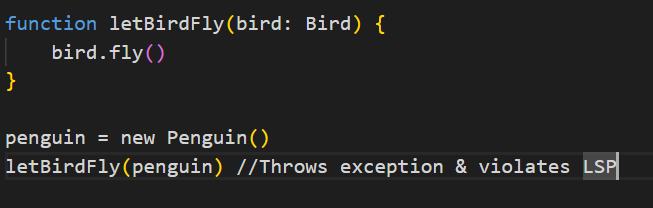 function letBirdFly(bird: Bird) {
    bird.fly()
}

penguin = new Penguin()
letBirdFly(penguin) //Throws exception & violates LSP